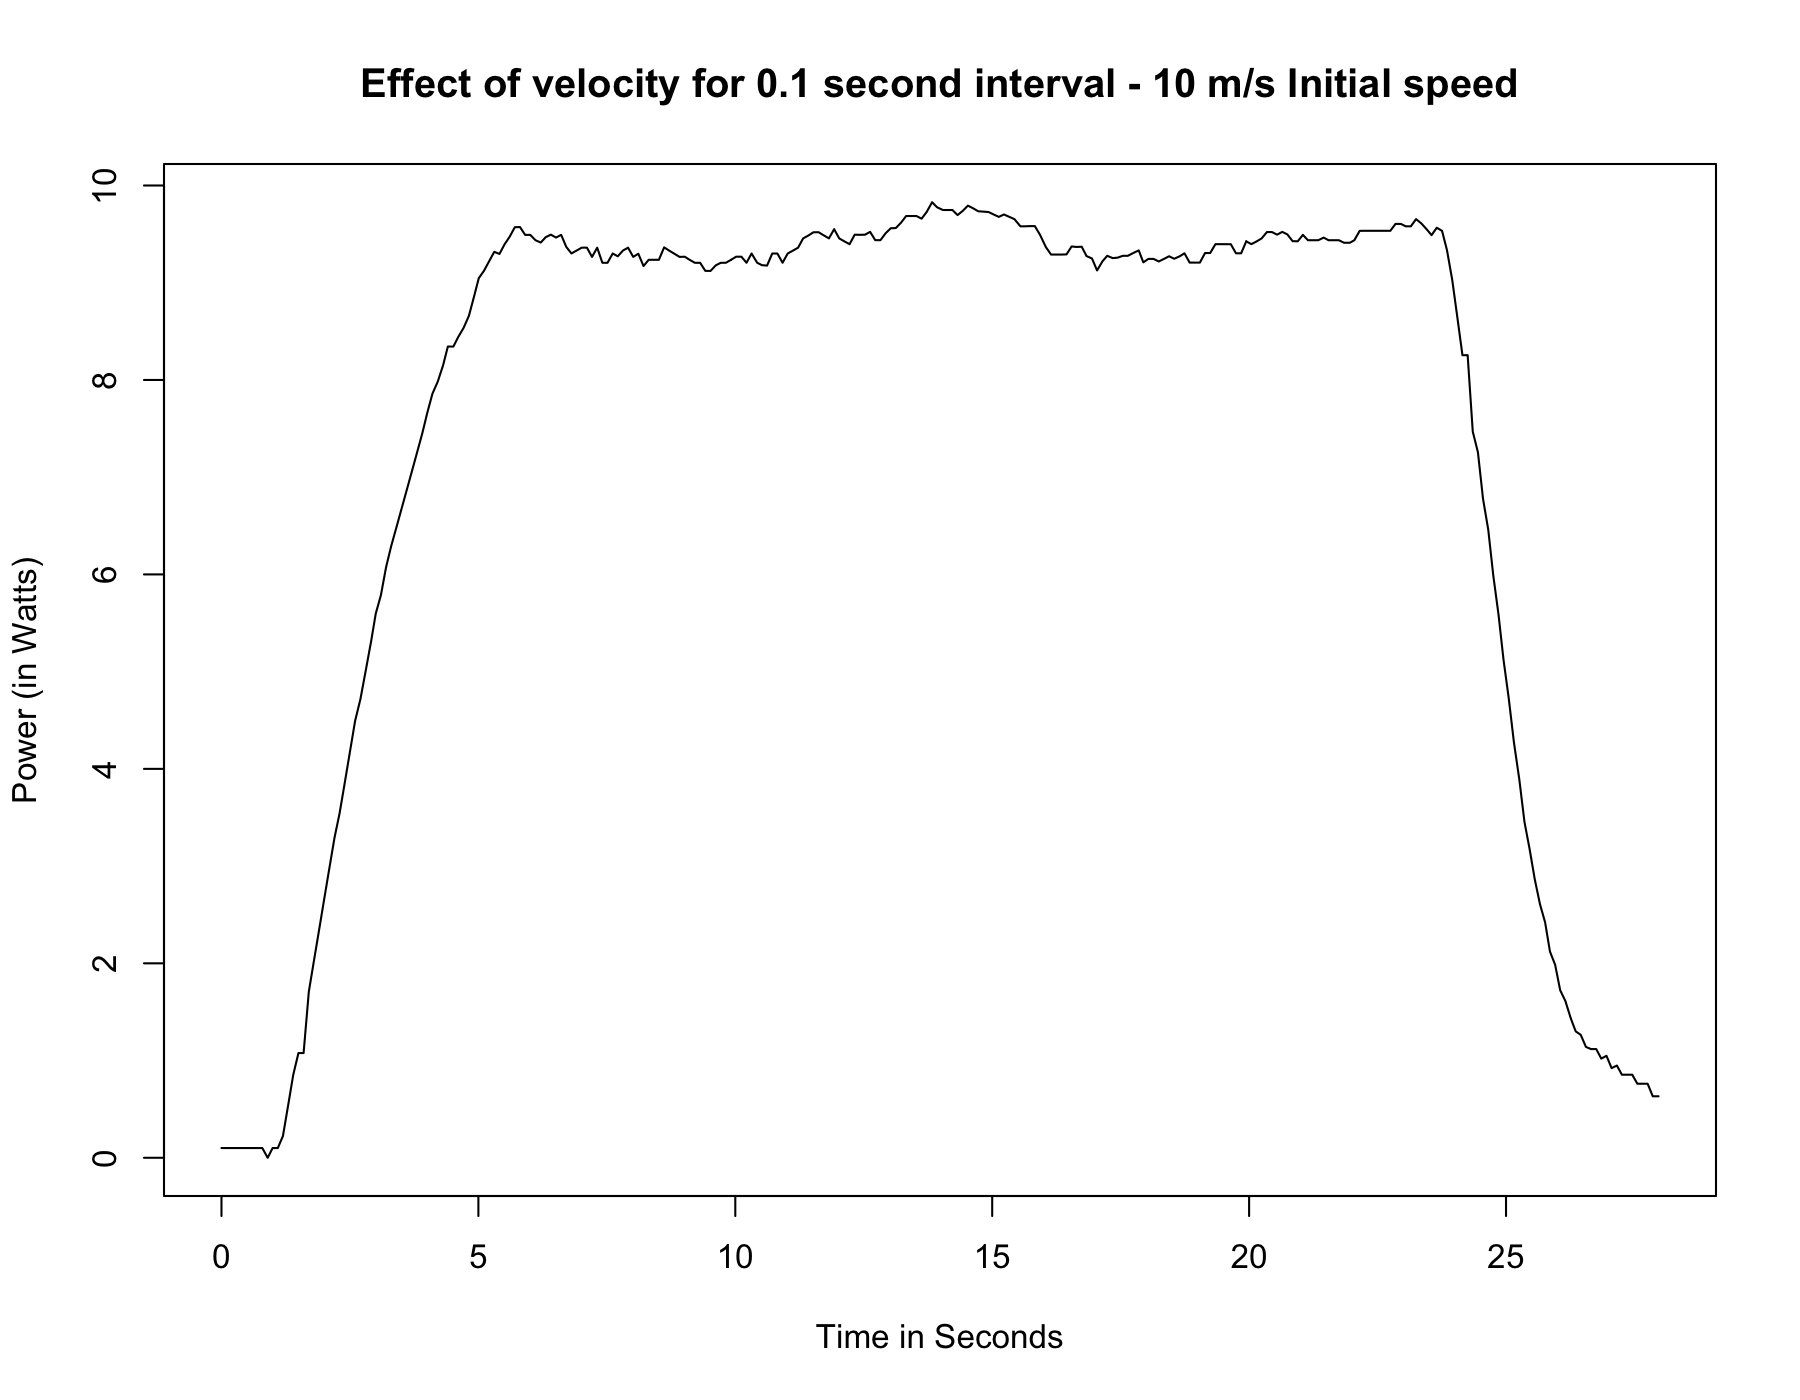 Effect of velocity for 0.1 second interval - 10 m/s Initial speed
Power (in Watts)
10
8
6
4
2
0
0 5 10 15 20 25
Time in Seconds